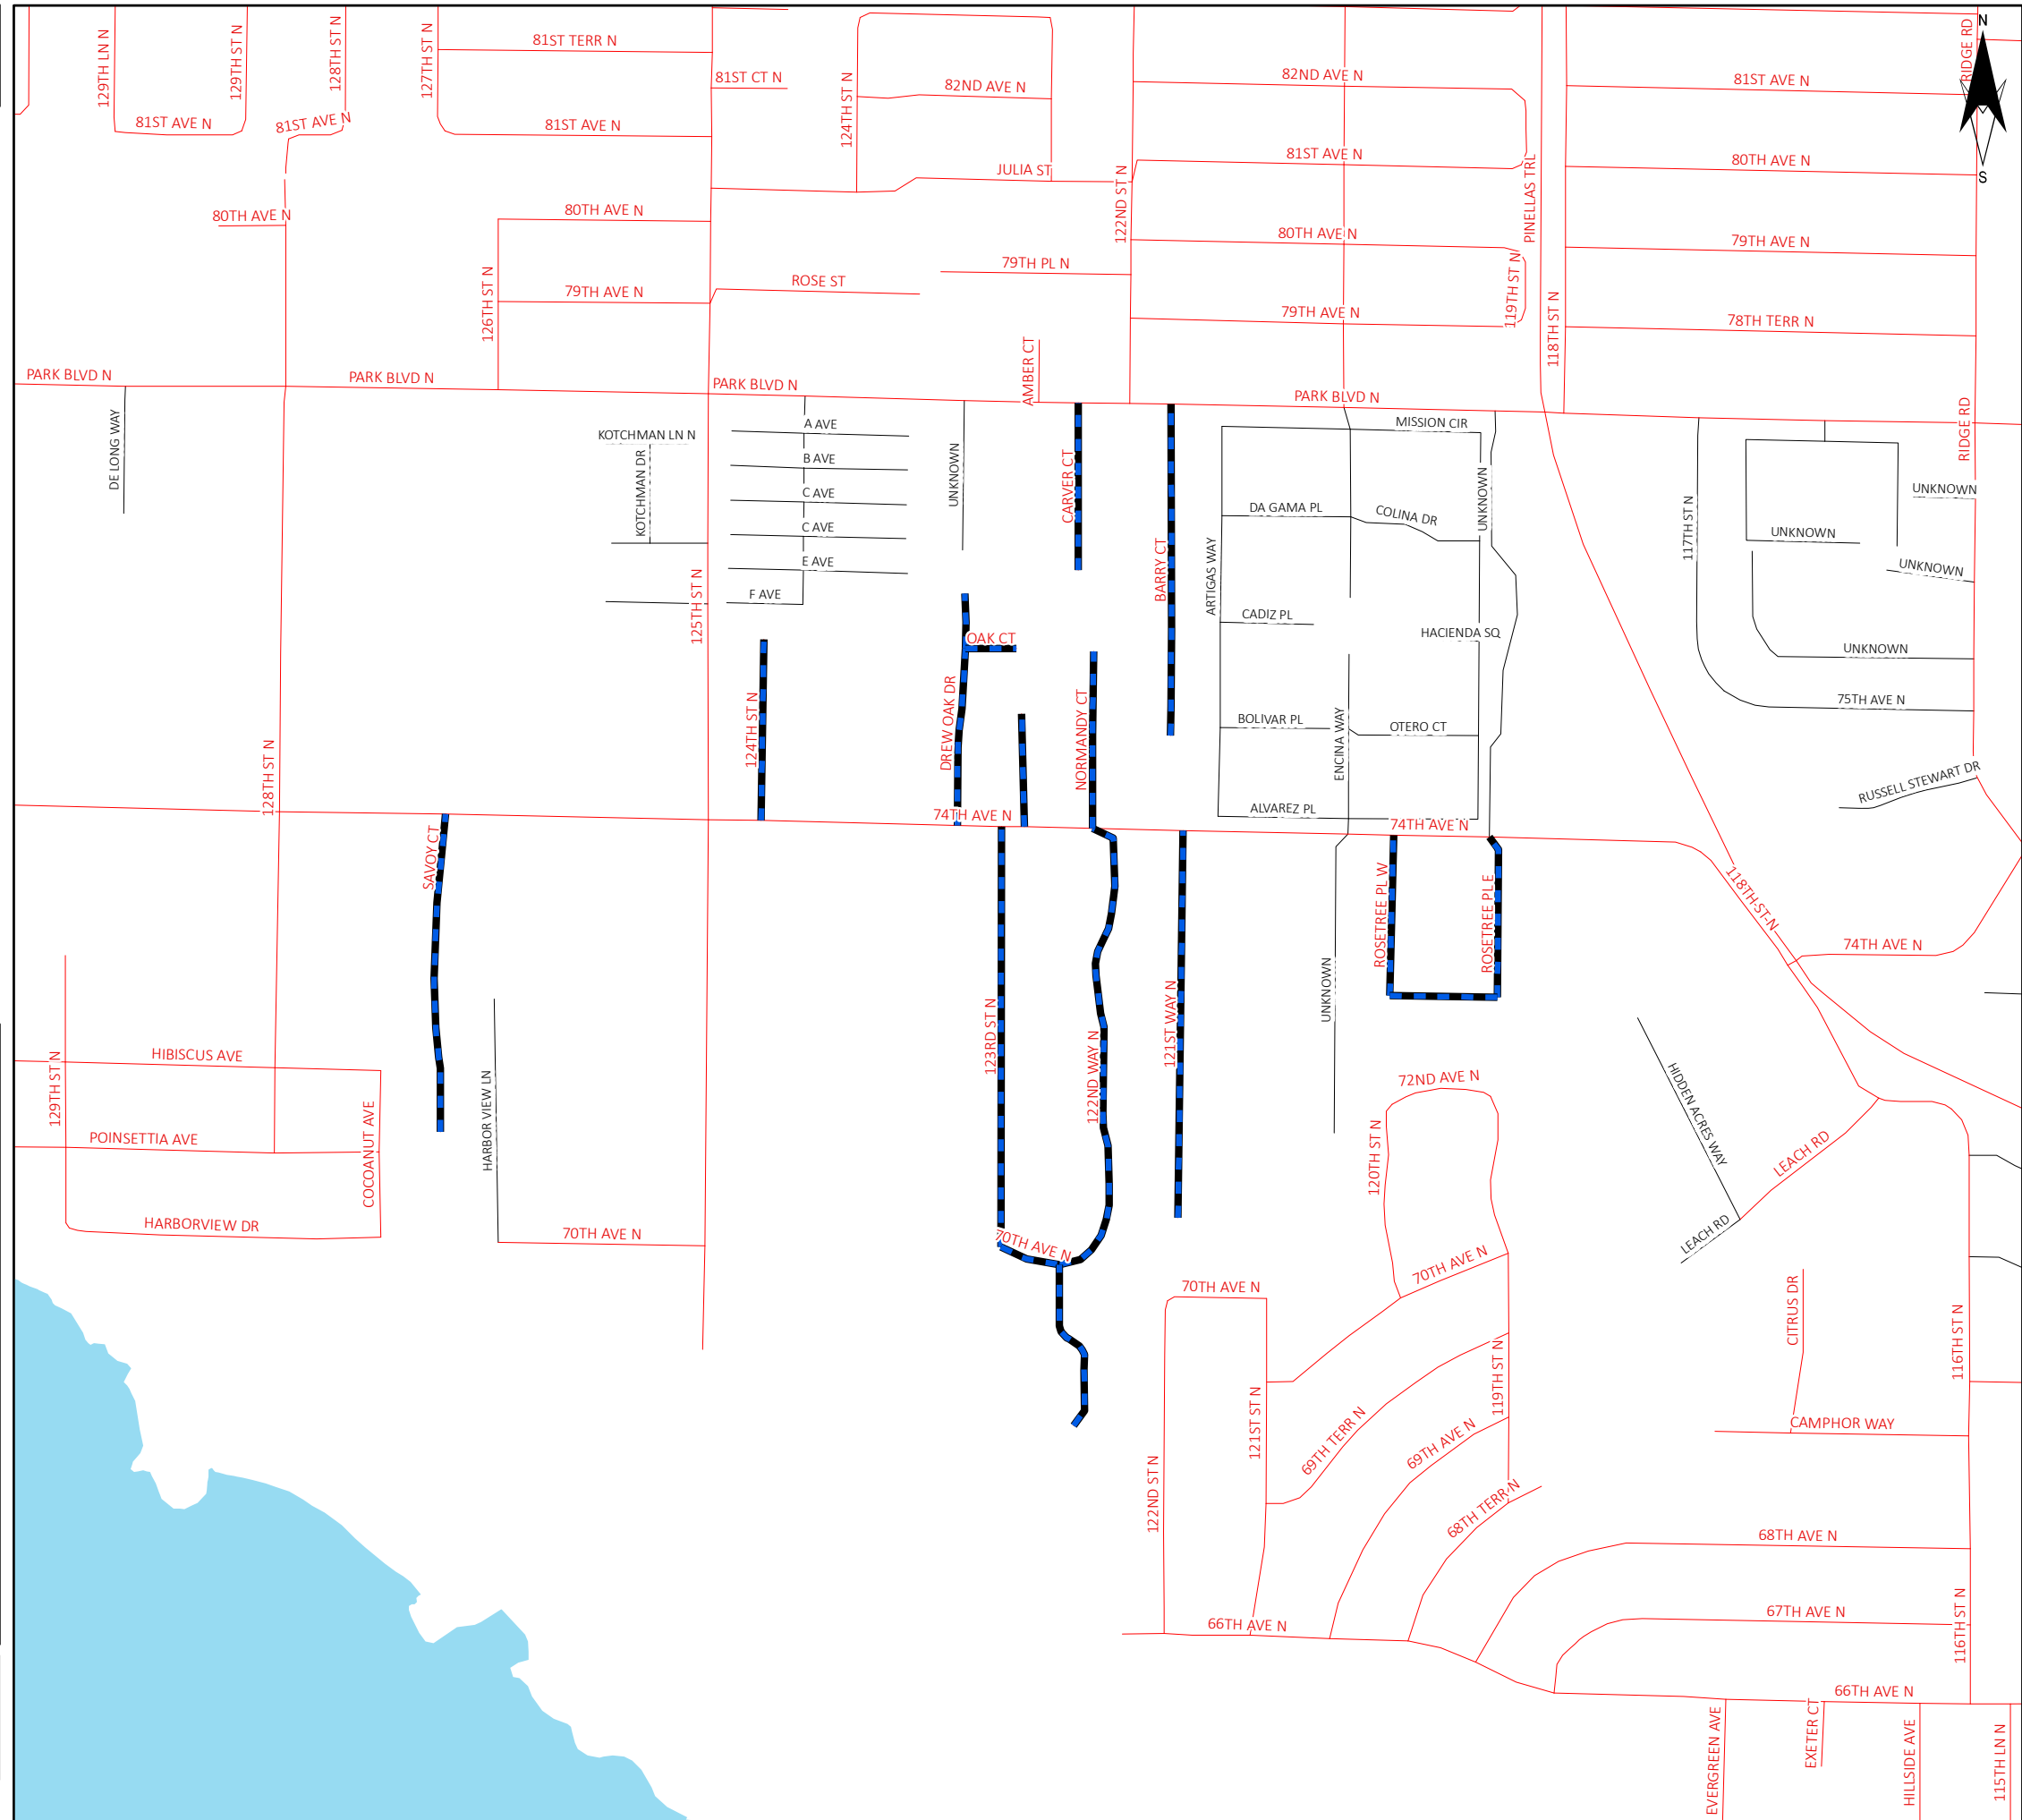 129TH LN N
129TH ST N
128TH ST N
127TH ST N
81ST TERR N
81ST CT N
124TH ST N
82ND AVE N
82ND AVE N
81ST AVE N
RIDGE RD
N
S
81ST AVE N
81ST AVE N
81ST AVE N
JULIA ST
122ND ST N
81ST AVE N
PINELLAS TRL
80TH AVE N
80TH AVE N
80TH AVE N
80TH AVE N
79TH AVE N
126TH ST N
79TH AVE N
ROSE ST
79TH PL N
79TH AVE N
119TH ST N
118TH ST N
78TH TERR N
AMBER CT
PARK BLVD N
PARK BLVD N
PARK BLVD N
PARK BLVD N
RIDGE RD
DE LONG WAY
KOTCHMAN LN N
KOTCHMAN DR
A AVE
B AVE
C AVE
C AVE
E AVE
F AVE
UNKNOWN
CARVER CT
BARRY CT
MISSION CIR
UNKNOWN
DA GAMA PL
COLINA DR
ARTIGAS WAY
CADIZ PL
HACIENDA SQ
BOLIVAR PL
ENCINA WAY
OTERO CT
ALVAREZ PL
117TH ST N
UNKNOWN
UNKNOWN
UNKNOWN
UNKNOWN
75TH AVE N
RUSSELL STEWART DR
125TH ST N
128TH ST N
124TH ST N
OAK CT
DREW OAK DR
NORMANDY CT
74TH AVE N
74TH AVE N
SAVOY CT
ROSETREE PL W
ROSETREE PL E
118TH ST N
74TH AVE N
123RD ST N
122ND WAY N
121ST WAY N
UNKNOWN
129TH ST N
HIBISCUS AVE
POINSETTIA AVE
COCOANUT AVE
HARBORVIEW DR
HARBOR VIEW LN
70TH AVE N
70TH AVE N
72ND AVE N
120TH ST N
HIDDEN ACRES WAY
LEACH RD
LEACH RD
70TH AVE N
70TH AVE N
CITRUS DR
116TH ST N
119TH ST N
121ST ST N
69TH TERR N
69TH AVE N
CAMPHOR WAY
122ND ST N
68TH TERR N
68TH AVE N
67TH AVE N
116TH ST N
66TH AVE N
66TH AVE N
EVERGREEN AVE
EXETER CT
HILLSIDE AVE
115TH LN N